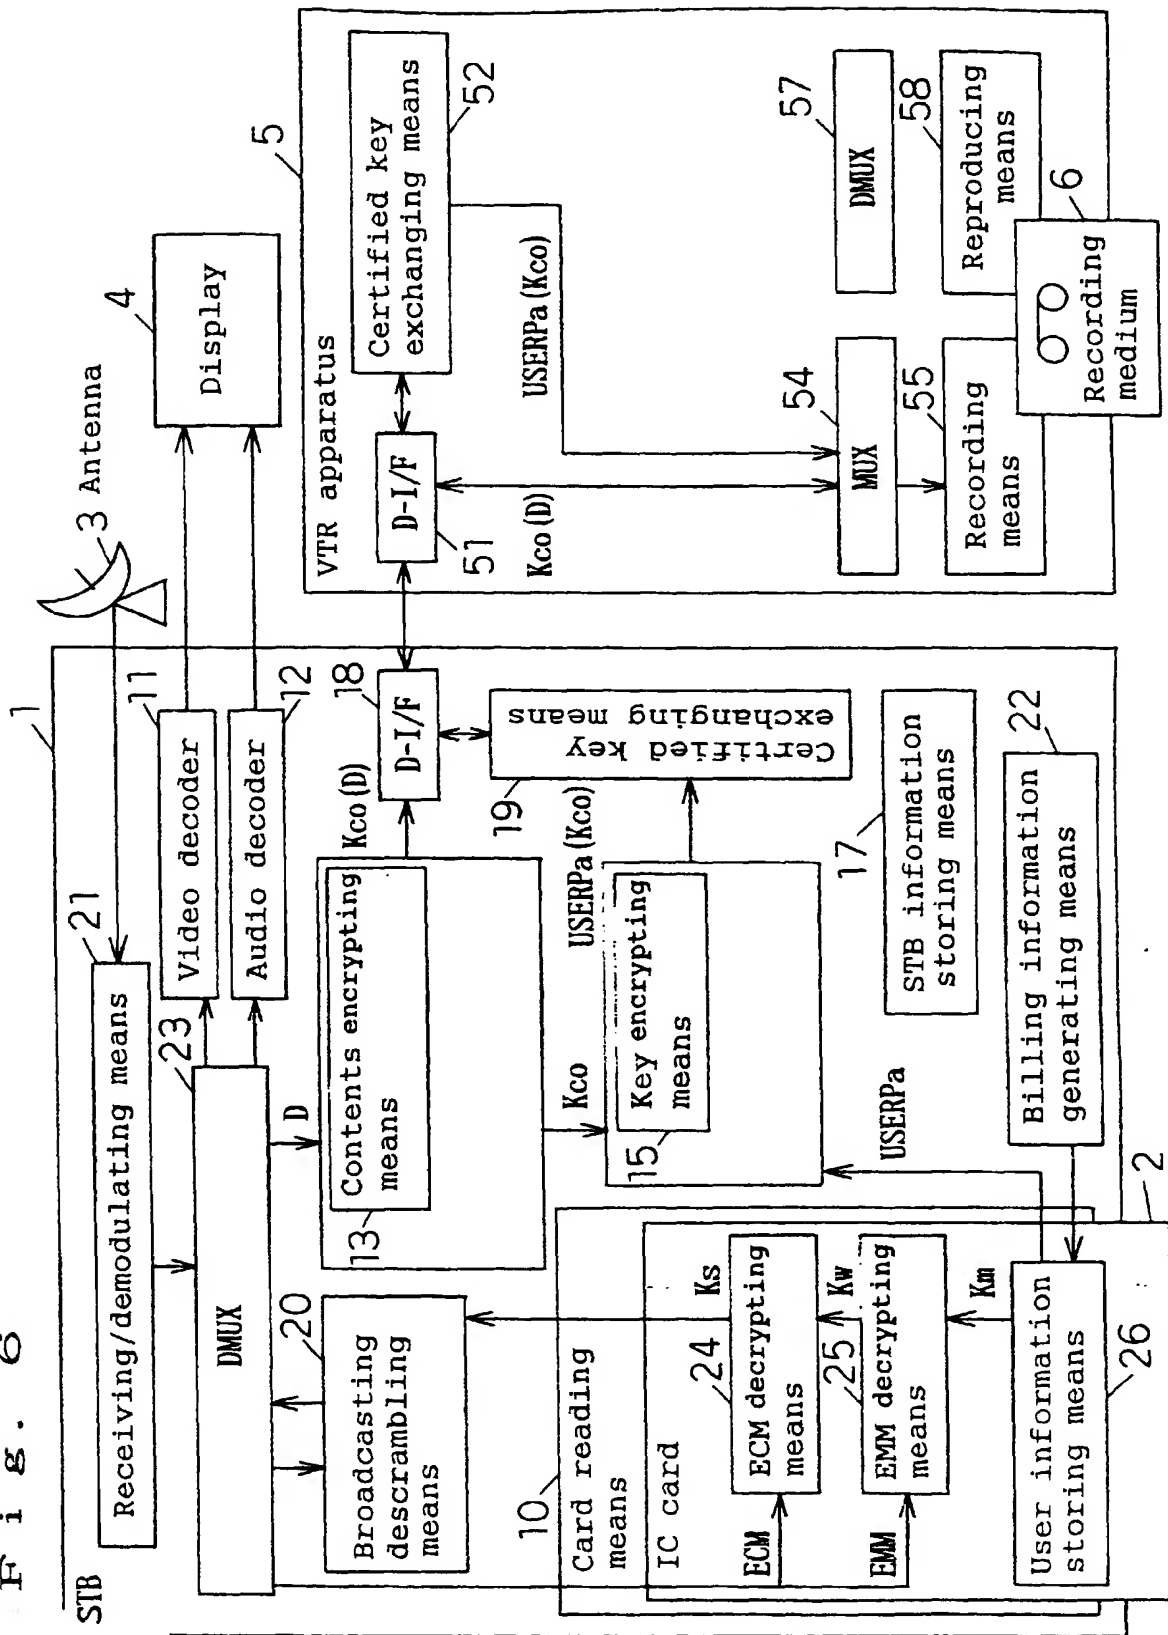 Fig. 6
STB
1
3 Antenna
4
Display
5
VTR apparatus
21
Receiving/demodulating means
11
Video decoder
12
Audio decoder
23
DMUX
D
20
Broadcasting
descrambling
means
Contents encrypting
means
13
Kco(D)
18
D-I/F
19
Certified key
exchanging means
Kco
USERPa(Kco)
Key encrypting
means
15
17
STB information
storing means
22
Billing information
generating means
USERPa
10
Card reading
means
2
IC card
Ks
24
ECM decrypting
means
ECM
Kw
25
EMM decrypting
means
EMM
Km
User information
storing means
26
D-I/F
51
52
Certified key
exchanging means
USERPa(Kco)
Kco(D)
54
MUX
55
Recording
means
57
DMUX
58
Reproducing
means
6
Recording
medium